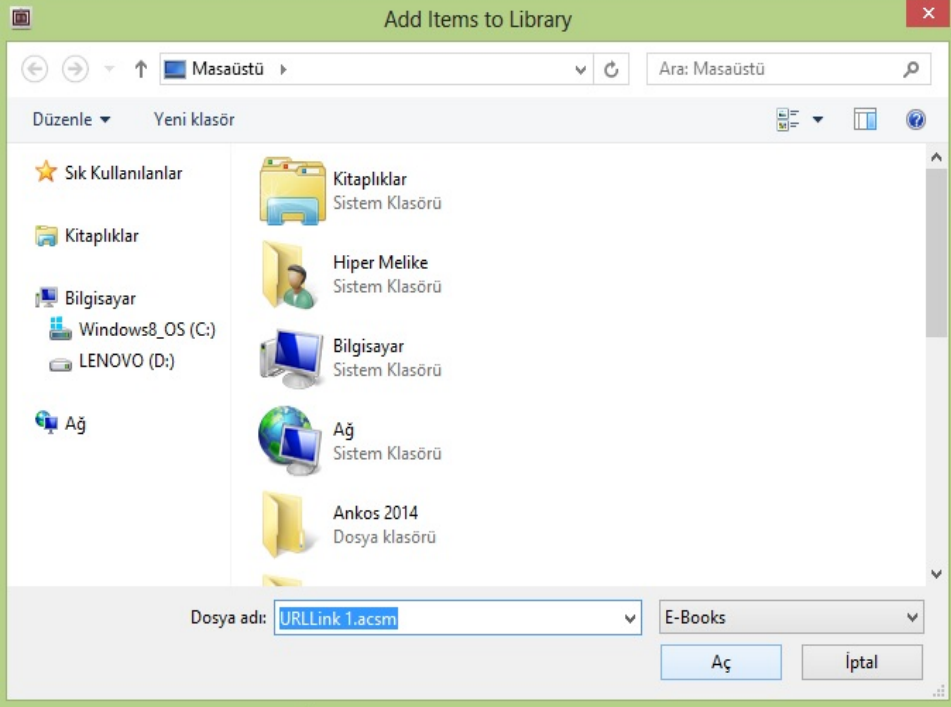 Add Items to Library
Masaüstü
Ara: Masaüstü
Düzenle
Yeni klasör
Sık Kullanılanlar
Kitaplıklar
Bilgisayar
Windows8_OS (C:)
LENOVO (D:)
Ağ
Kitaplıklar
Sistem Klasörü
Hiper Melike
Sistem Klasörü
Bilgisayar
Sistem Klasörü
Ağ
Sistem Klasörü
Ankos 2014
Dosya klasörü
Dosya adı: URLLink 1.acsm
E-Books
Aç
İptal